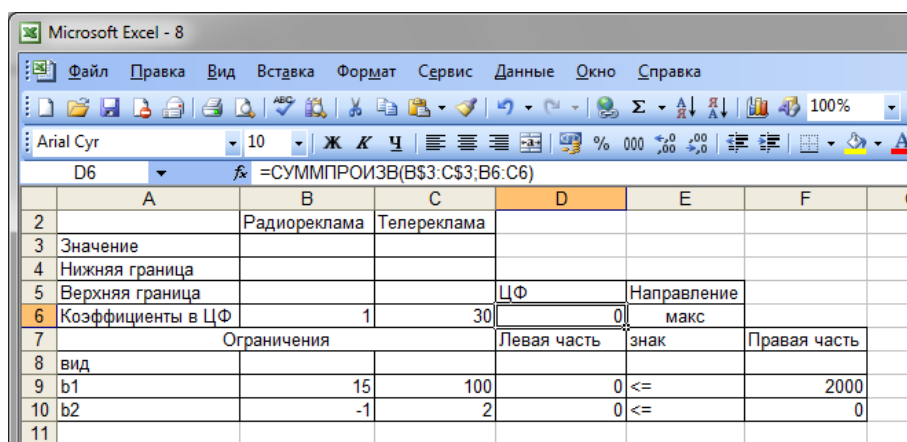 Microsoft Excel - 8
Файл Правка Вид Вставка Формат Сервис Данные Окно Справка
100%
Arial Cyr 10 Ж К Ч % 000
D6 fx =СУММПРОИЗВ(B$3:C$3;B6:C6)
A B C D E F
2 Радиореклама Телереклама
3 Значение
4 Нижняя граница
5 Верхняя граница ЦФ Направление
6 Коэффициенты в ЦФ 1 30 0 макс
7 Ограничения Левая часть знак Правая часть
8 вид
9 b1 15 100 0 <= 2000
10 b2 -1 2 0 <= 0
11